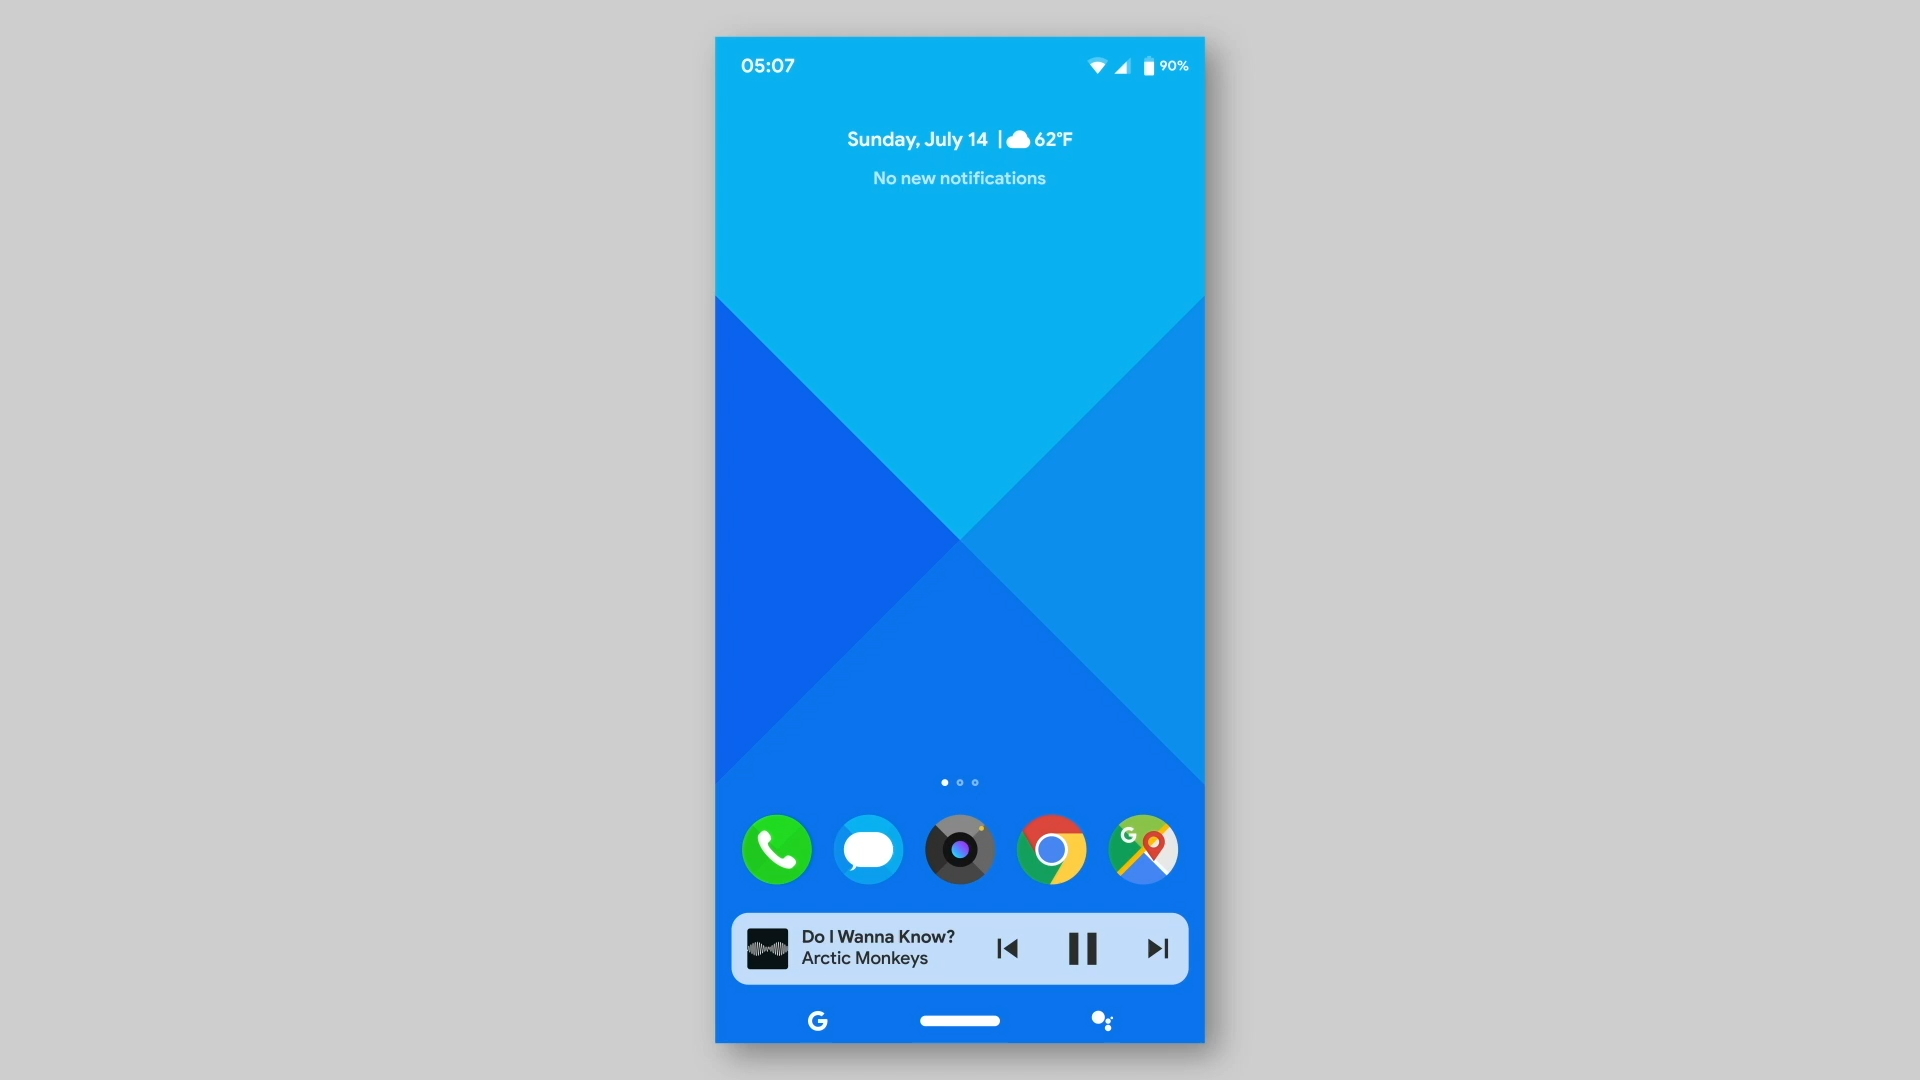 05:07
90%
Sunday, July 14 | 62°F
No new notifications
G
Do I Wanna Know?
Arctic Monkeys
G